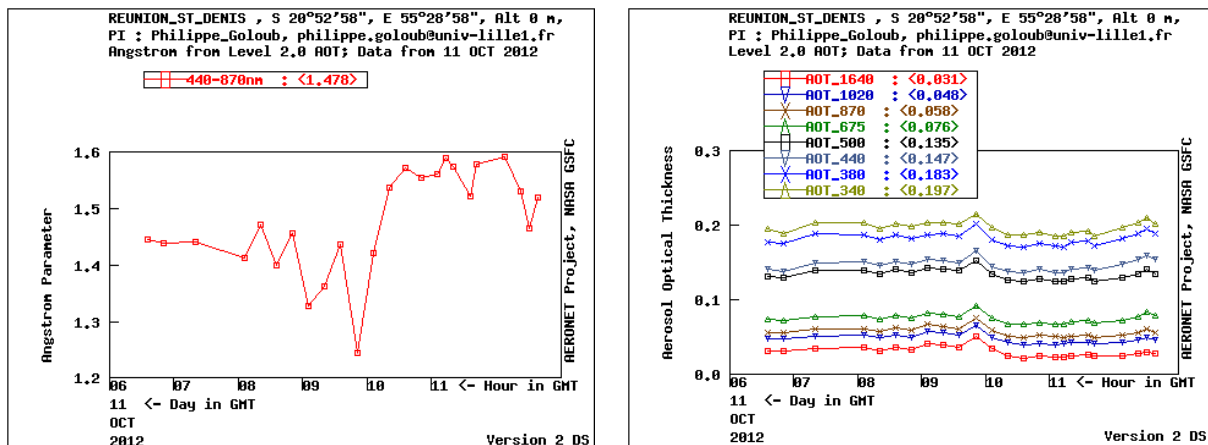 REUNION_ST_DENIS , S 20°52'58", E 55°28'58", Alt 0 m,
PI : Philippe_Goloub, philippe.goloub@univ-lille1.fr
Angstrom from Level 2.0 AOT; Data from 11 OCT 2012
440-870nm : <1.478>
Angstrom Parameter
1.6
1.5
1.4
1.3
1.2
06 07 08 09 10 11 <- Hour in GMT
11 <- Day in GMT
OCT
2012
Version 2 DS
AERONET Project, NASA GSFC
REUNION_ST_DENIS , S 20°52'58", E 55°28'58", Alt 0 m,
PI : Philippe_Goloub, philippe.goloub@univ-lille1.fr
Level 2.0 AOT; Data from 11 OCT 2012
AOT_1640 : <0.031>
AOT_1020 : <0.048>
AOT_870 : <0.058>
AOT_675 : <0.076>
AOT_500 : <0.135>
AOT_440 : <0.147>
AOT_380 : <0.183>
AOT_340 : <0.197>
Aerosol Optical Thickness
0.3
0.2
0.1
0.0
06 07 08 09 10 11 <- Hour in GMT
11 <- Day in GMT
OCT
2012
Version 2 DS
AERONET Project, NASA GSFC